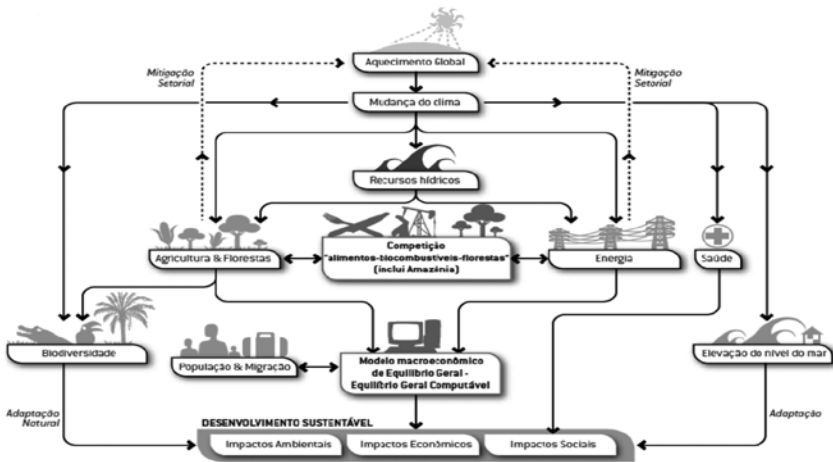 Aquecimento Global
Mitigação
Setorial
Mitigação
Setorial
Mudança do clima
Recursos hídricos
Agricultura & Florestas
Competição
"alimentos-biocombustíveis-florestas"
(inclui Amazônia)
Energia
Saúde
Biodiversidade
População & Migração
Modelo macroeconômico
de Equilíbrio Geral -
Equilíbrio Geral Computável
Elevação do nível do mar
Adaptação
Natural
Adaptação
DESENVOLVIMENTO SUSTENTÁVEL
Impactos Ambientais
Impactos Econômicos
Impactos Sociais